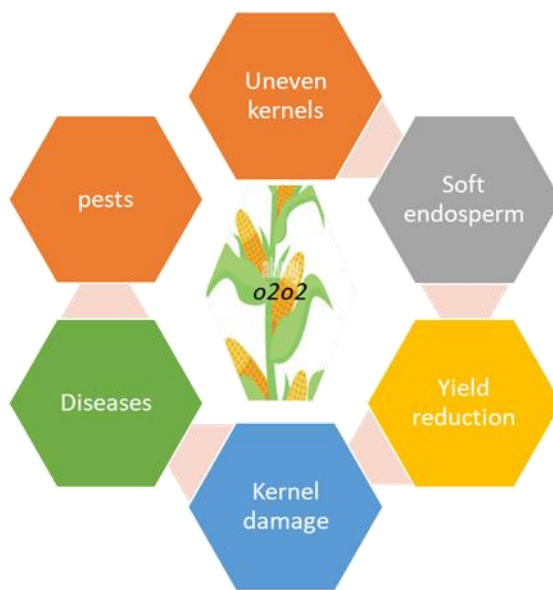 Uneven
kernels
Soft
endosperm
Yield
reduction
Kernel
damage
Diseases
pests
o2o2